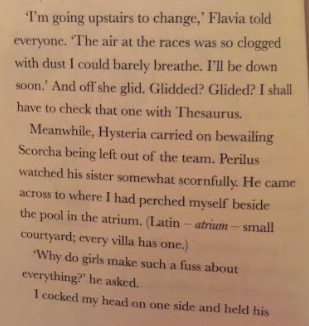 ‘I’m going upstairs to change,’ Flavia told
everyone. ‘The air at the races was so clogged
with dust I could barely breathe. I’ll be down
soon.’ And off she glid. Glidded? Glided? I shall
have to check that one with Thesaurus.
Meanwhile, Hysteria carried on bewailing
Scorcha being left out of the team. Perilus
watched his sister somewhat scornfully. He came
across to where I had perched myself beside
the pool in the atrium. (Latin – atrium – small
courtyard; every villa has one.)
‘Why do girls make such a fuss about
everything?’ he asked.
I cocked my head on one side and held his